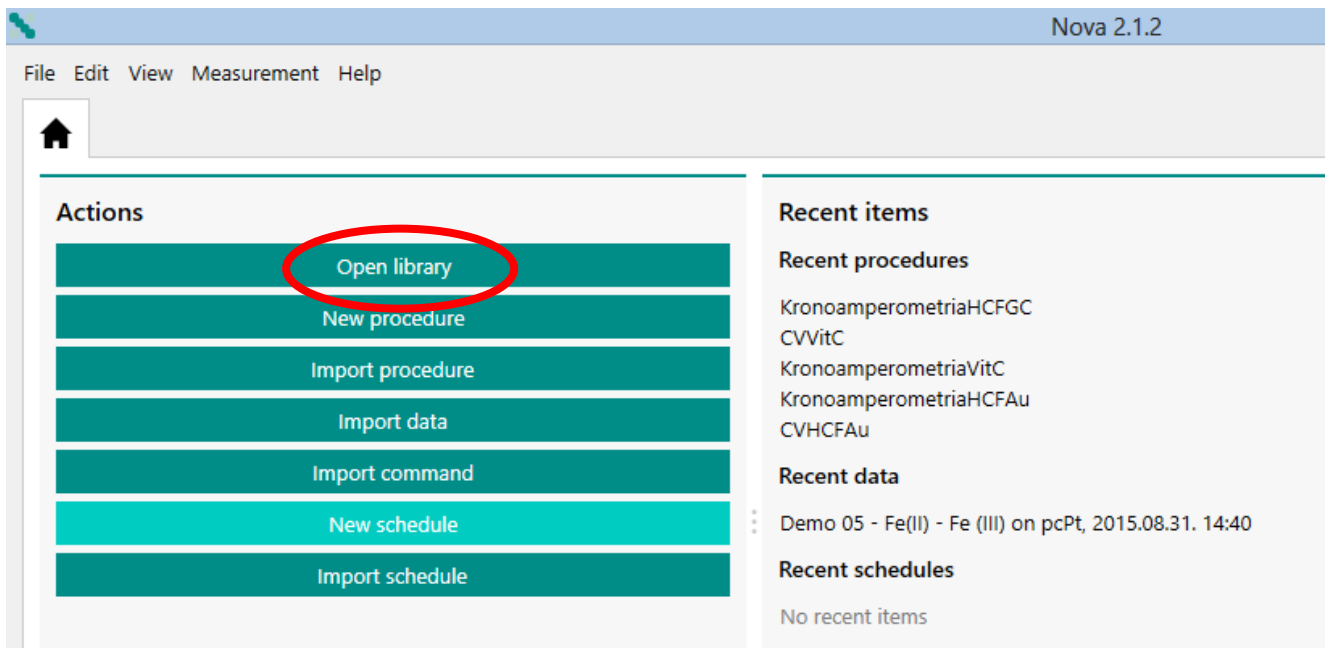 Nova 2.1.2
File Edit View Measurement Help
Actions
Open library
New procedure
Import procedure
Import data
Import command
New schedule
Import schedule
Recent items
Recent procedures
KronoamperometriaHCFGC
CVVitC
KronoamperometriaVitC
KronoamperometriaHCFAu
CVHCFAu
Recent data
Demo 05 - Fe(II) - Fe (III) on pcPt, 2015.08.31. 14:40
Recent schedules
No recent items